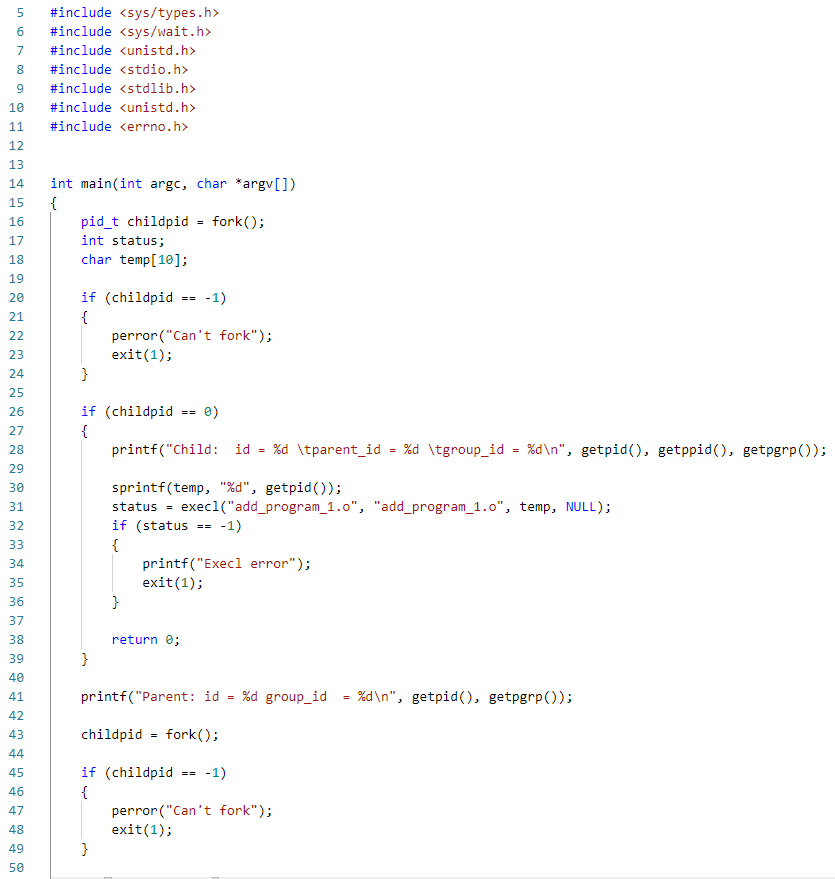 5 #include <sys/types.h>
6 #include <sys/wait.h>
7 #include <unistd.h>
8 #include <stdio.h>
9 #include <stdlib.h>
10 #include <unistd.h>
11 #include <errno.h>
12
13
14 int main(int argc, char *argv[])
15 {
16     pid_t childpid = fork();
17     int status;
18     char temp[10];
19
20     if (childpid == -1)
21     {
22         perror("Can't fork");
23         exit(1);
24     }
25
26     if (childpid == 0)
27     {
28         printf("Child:  id = %d \tparent_id = %d \tgroup_id = %d\n", getpid(), getppid(), getpgrp());
29
30         sprintf(temp, "%d", getpid());
31         status = execl("add_program_1.o", "add_program_1.o", temp, NULL);
32         if (status == -1)
33         {
34             printf("Execl error");
35             exit(1);
36         }
37
38         return 0;
39     }
40
41     printf("Parent: id = %d group_id  = %d\n", getpid(), getpgrp());
42
43     childpid = fork();
44
45     if (childpid == -1)
46     {
47         perror("Can't fork");
48         exit(1);
49     }
50